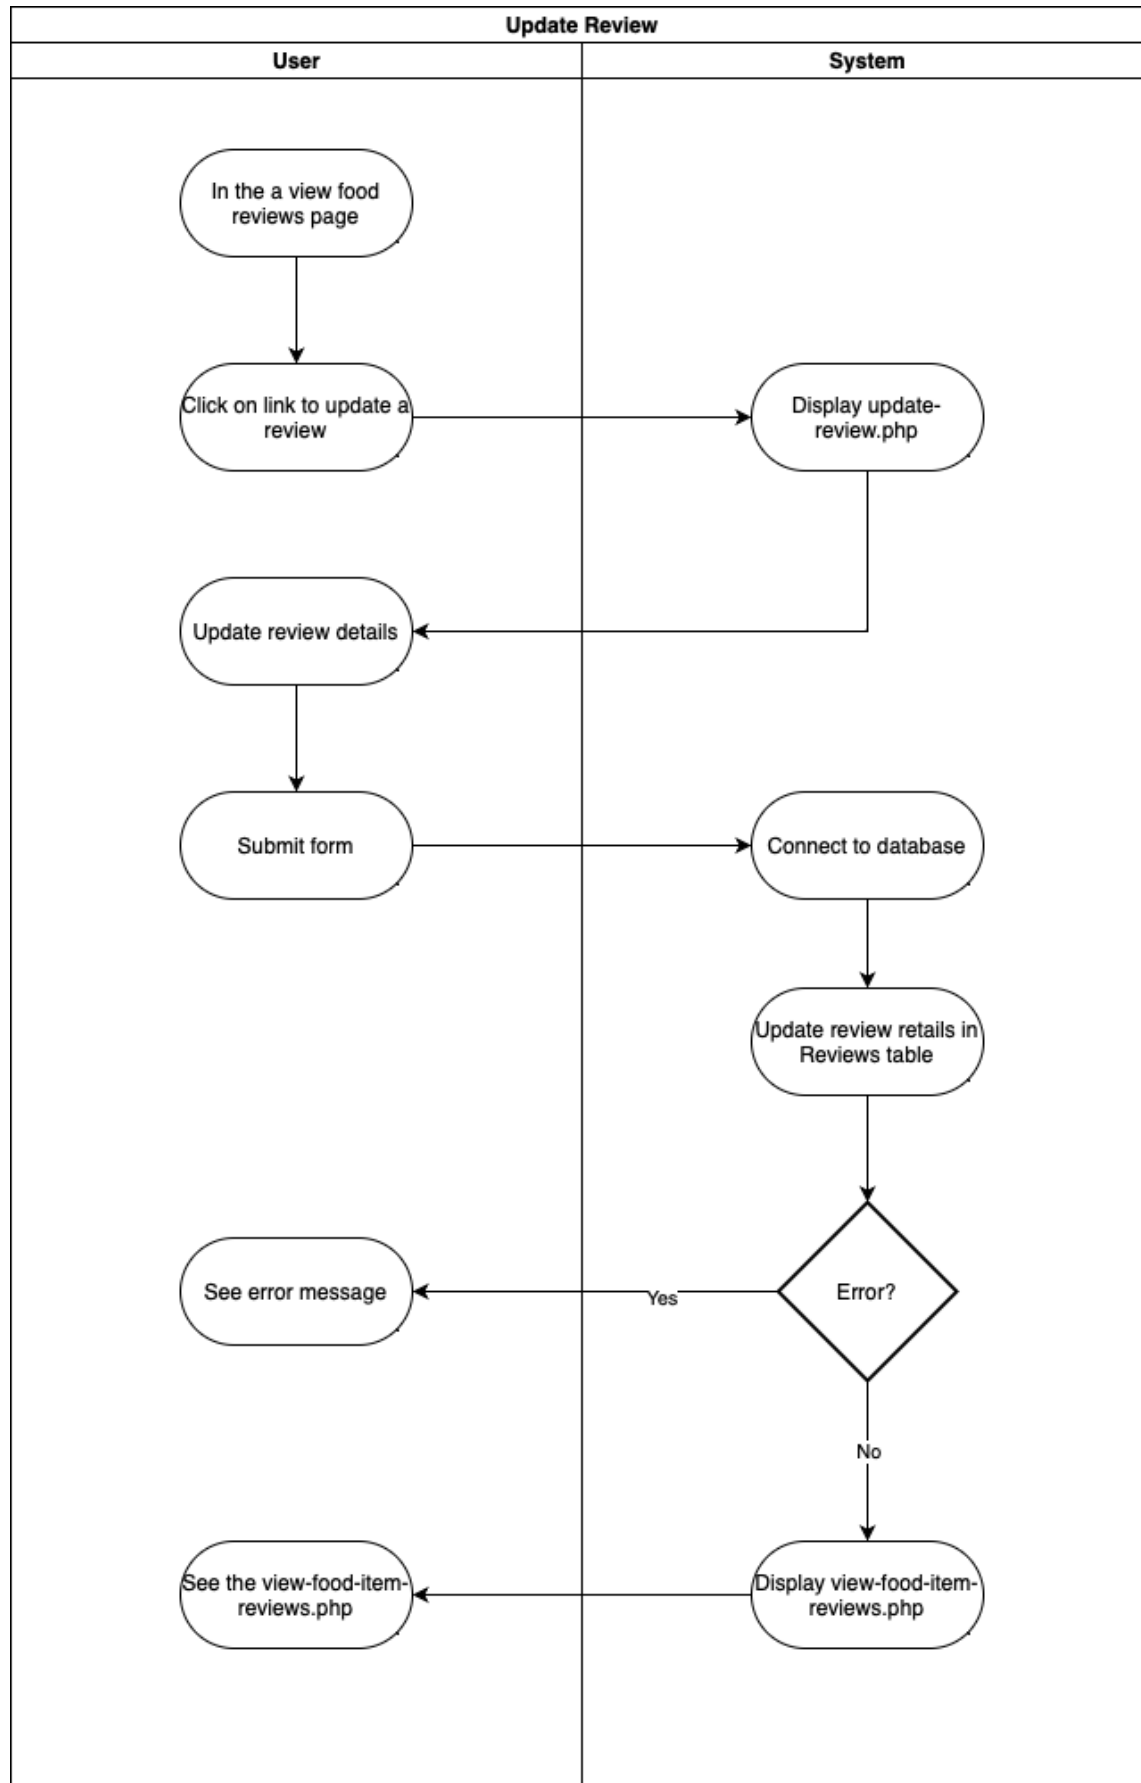 Update Review
User
System
In the a view food
reviews page
Click on link to update a
review
Display update-
review.php
Update review details
Submit form
Connect to database
Update review retails in
Reviews table
Error?
Yes
See error message
No
Display view-food-item-
reviews.php
See the view-food-item-
reviews.php